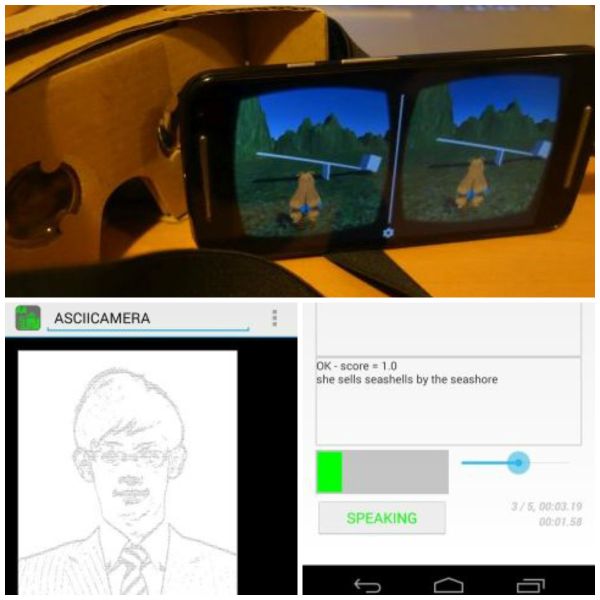 ASCIICAMERA
OK - score = 1.0
she sells seashells by the seashore
SPEAKING
3 / 5, 00:03.19
00:01.58